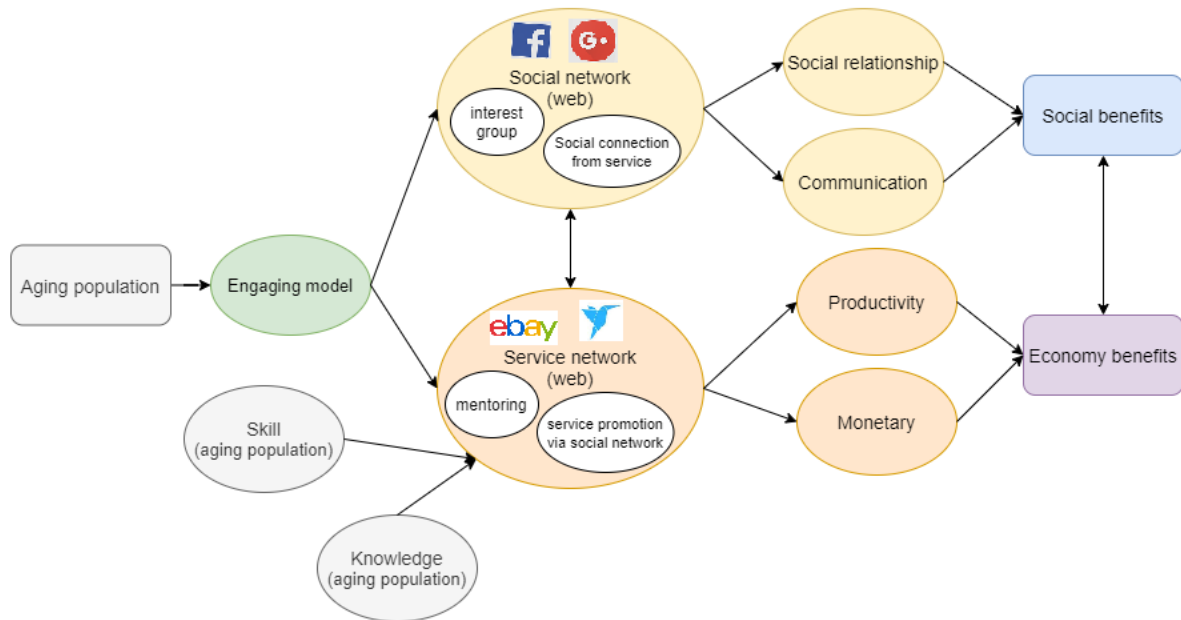 Social network
(web)
interest
group
Social connection
from service
Social relationship
Communication
Social benefits
Aging population
Engaging model
ebay
Service network
(web)
mentoring
service promotion
via social network
Productivity
Monetary
Economy benefits
Skill
(aging population)
Knowledge
(aging population)